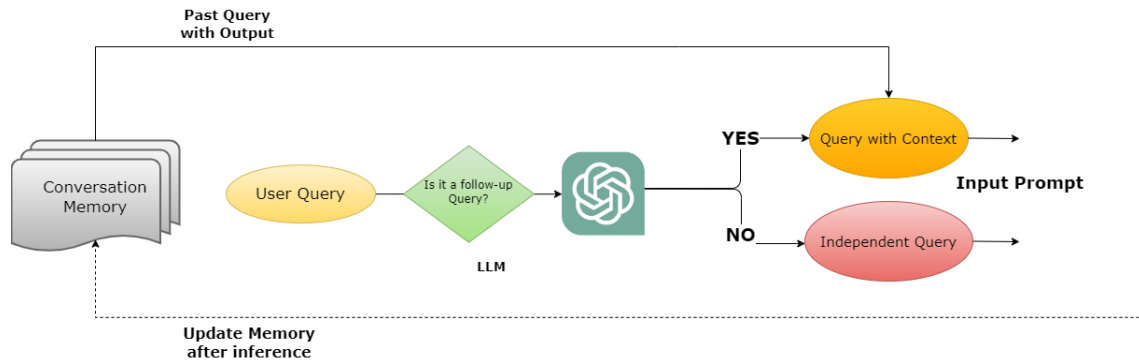 Past Query
with Output
Conversation
Memory
User Query
Is it a follow-up
Query?
LLM
YES
NO
Query with Context
Input Prompt
Independent Query
Update Memory
after inference